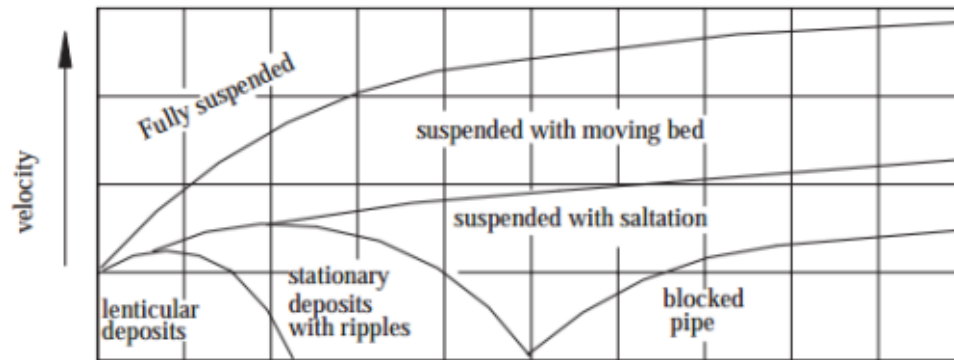 Fully suspended
suspended with moving bed
velocity
suspended with saltation
stationary
deposits
with ripples
lenticular
deposits
blocked
pipe